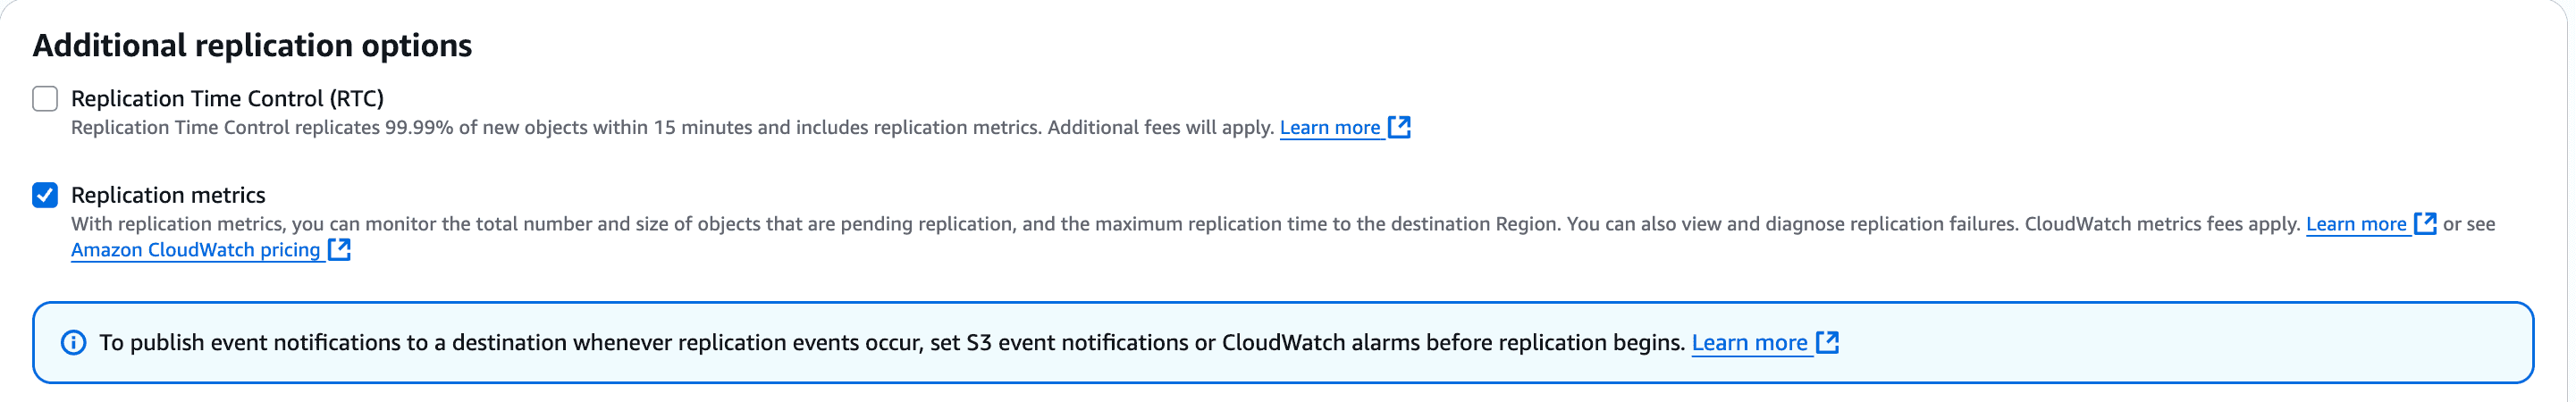 Additional replication options
Replication Time Control (RTC)
Replication Time Control replicates 99.99% of new objects within 15 minutes and includes replication metrics. Additional fees will apply. Learn more
Replication metrics
With replication metrics, you can monitor the total number and size of objects that are pending replication, and the maximum replication time to the destination Region. You can also view and diagnose replication failures. CloudWatch metrics fees apply. Learn more or see
Amazon CloudWatch pricing
To publish event notifications to a destination whenever replication events occur, set S3 event notifications or CloudWatch alarms before replication begins. Learn more